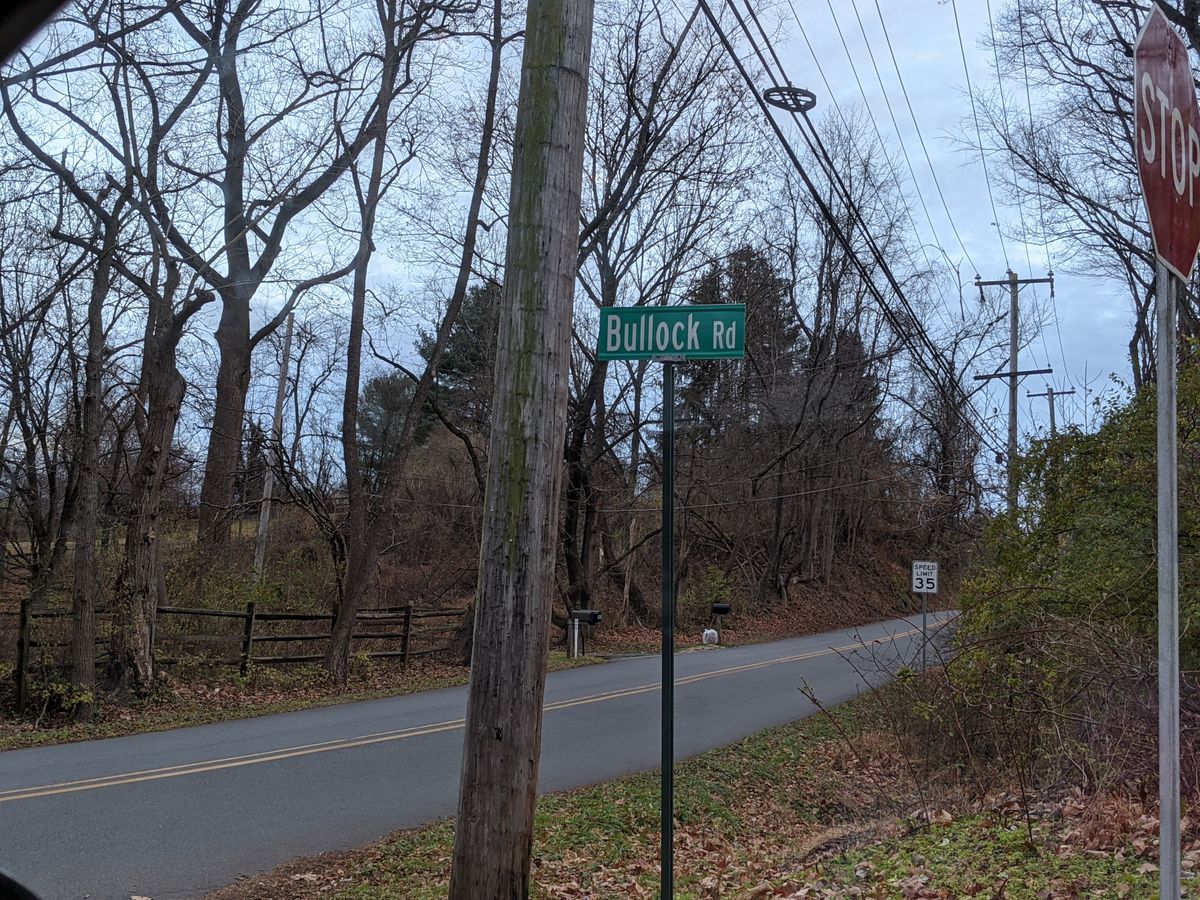 Bullock Rd
SPEED
LIMIT
35
STOP